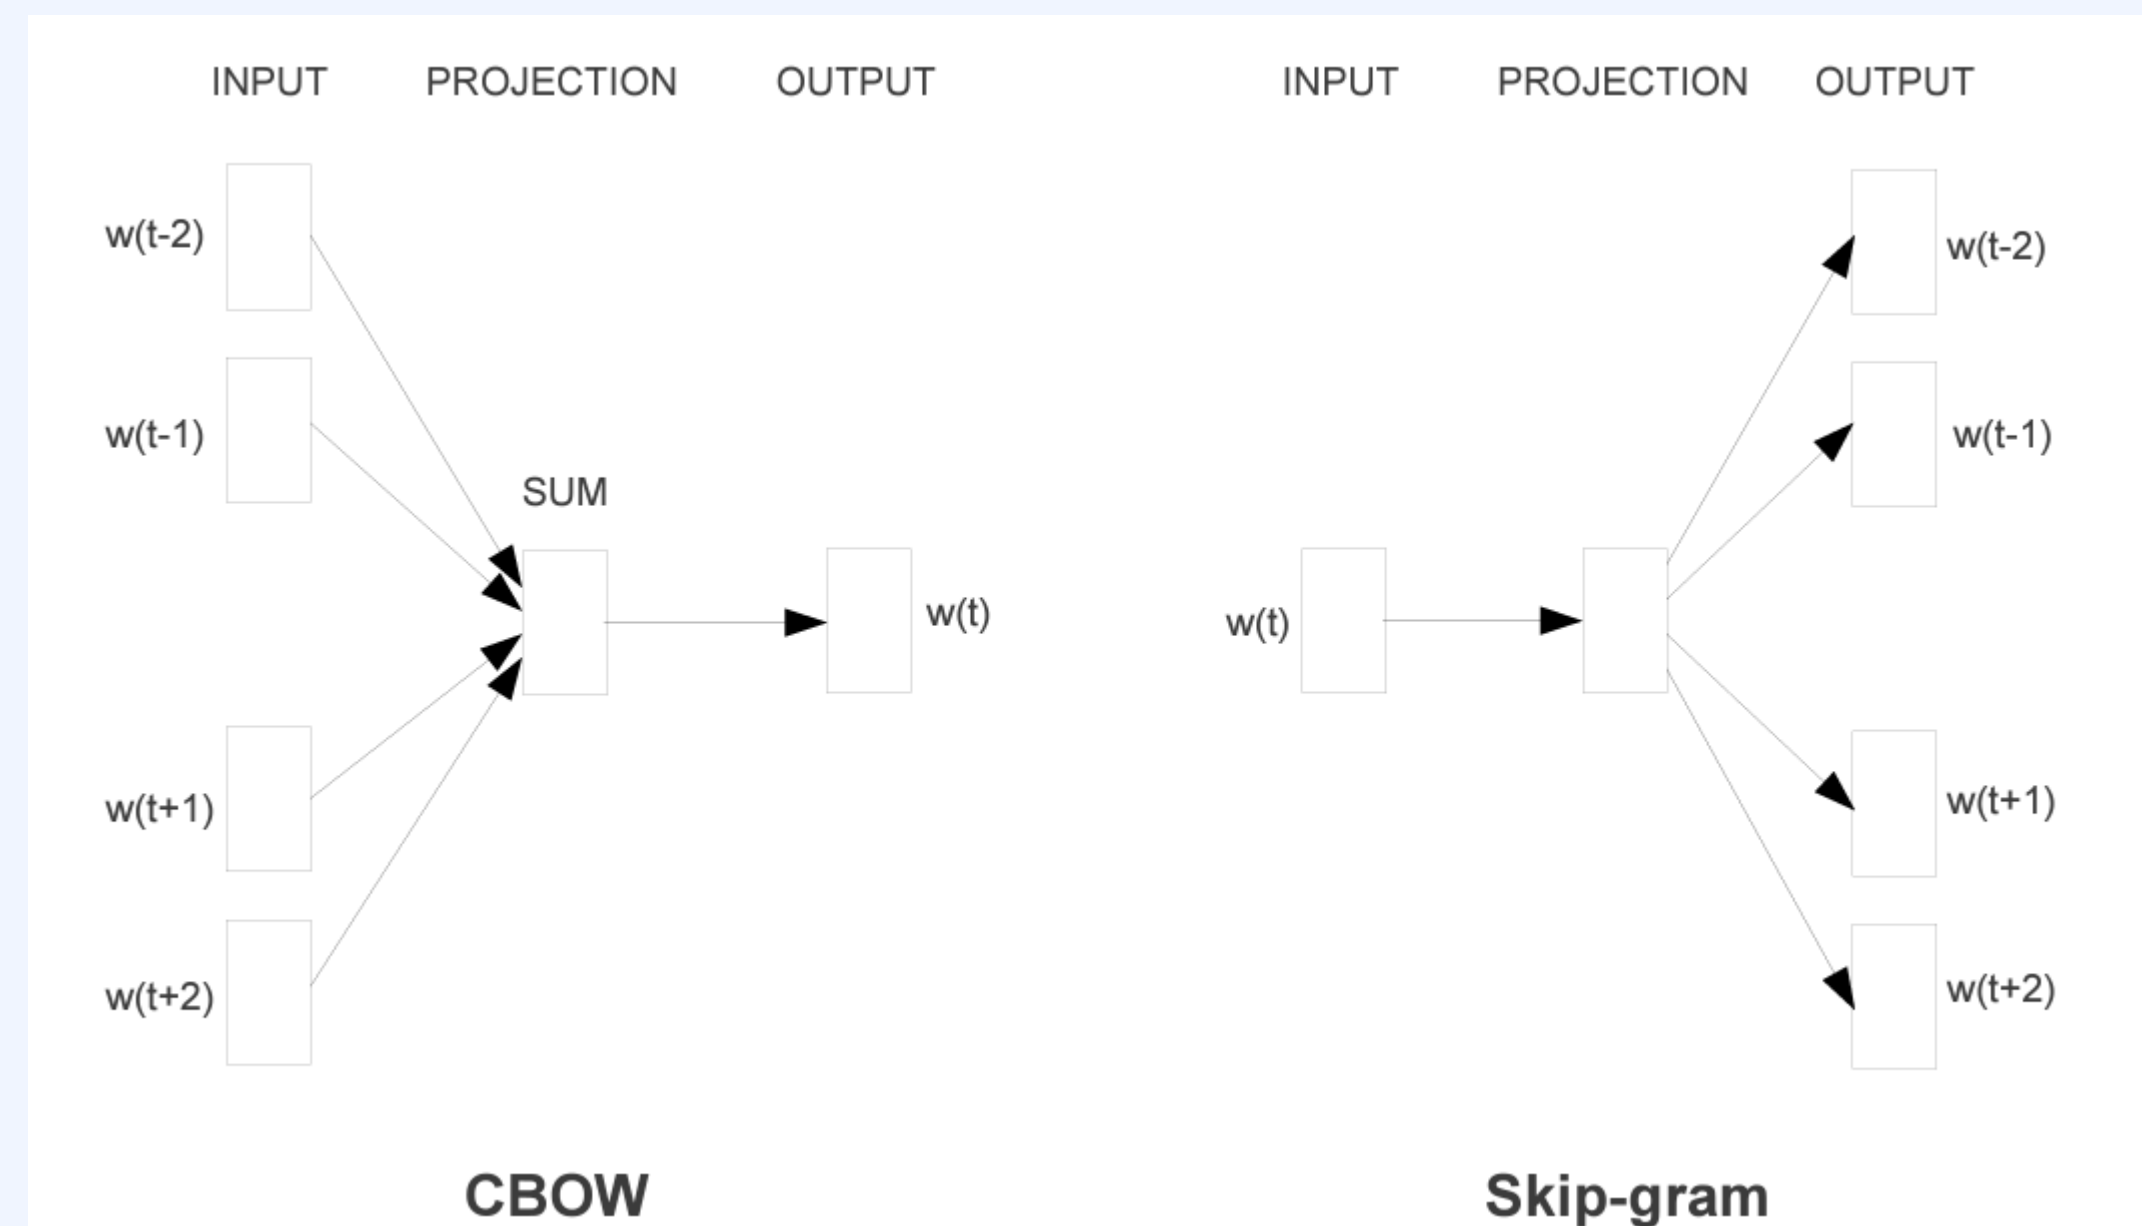 INPUT PROJECTION OUTPUT
w(t-2)
w(t-1)
SUM
w(t)
w(t+1)
w(t+2)
CBOW
INPUT PROJECTION OUTPUT
w(t-2)
w(t-1)
w(t)
w(t+1)
w(t+2)
Skip-gram